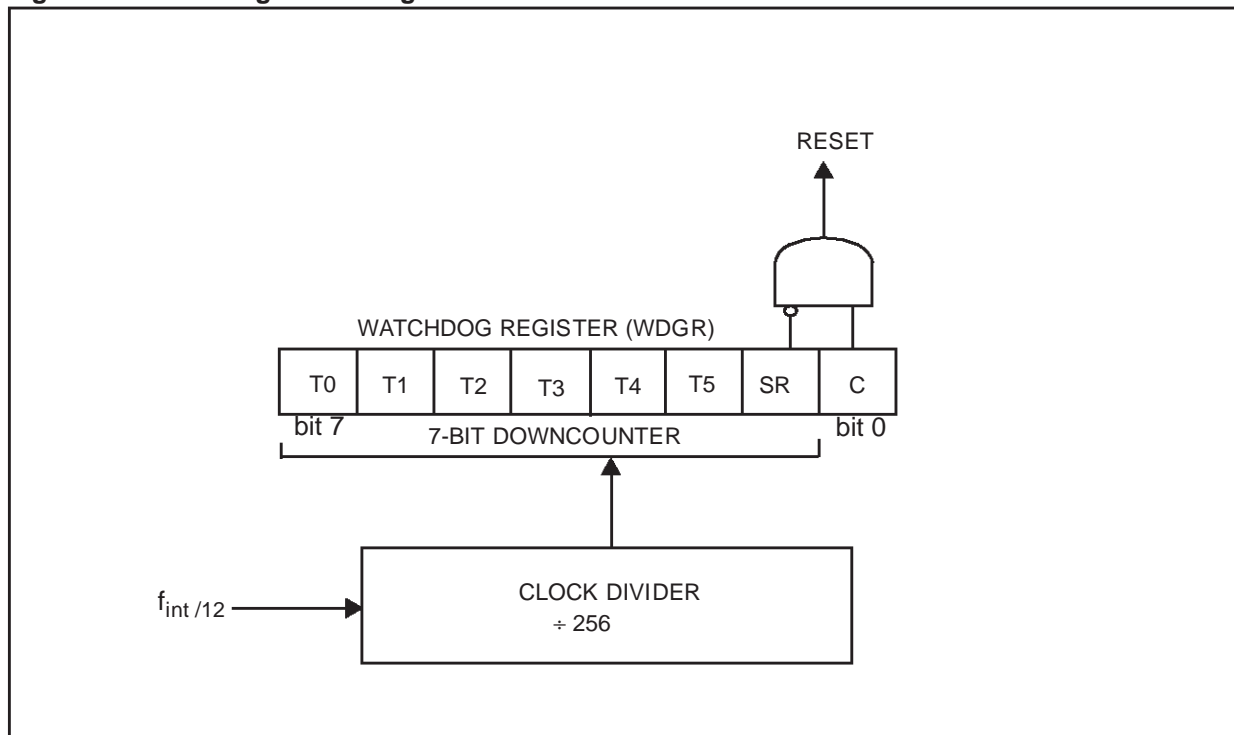 RESET
WATCHDOG REGISTER (WDGR)
T0 T1 T2 T3 T4 T5 SR C
bit 7 7-BIT DOWNCOUNTER bit 0
fint /12
CLOCK DIVIDER
÷ 256